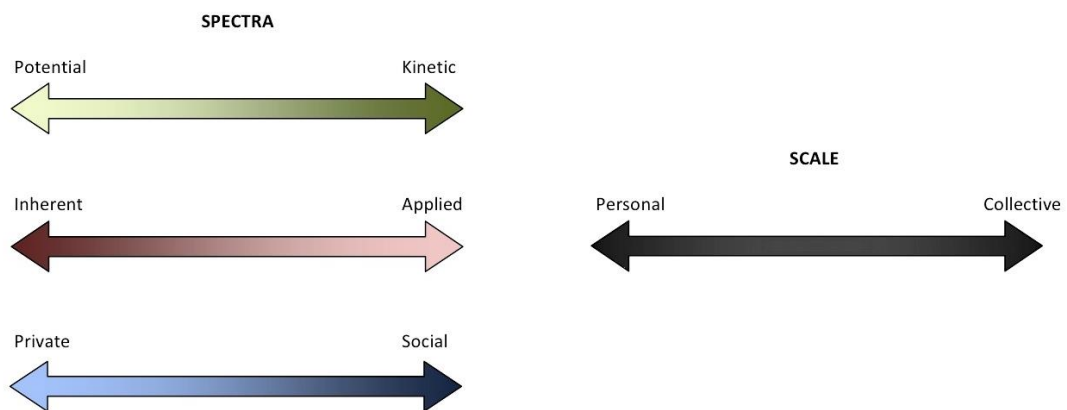 SPECTRA
Potential Kinetic
Inherent Applied
Private Social
SCALE
Personal Collective